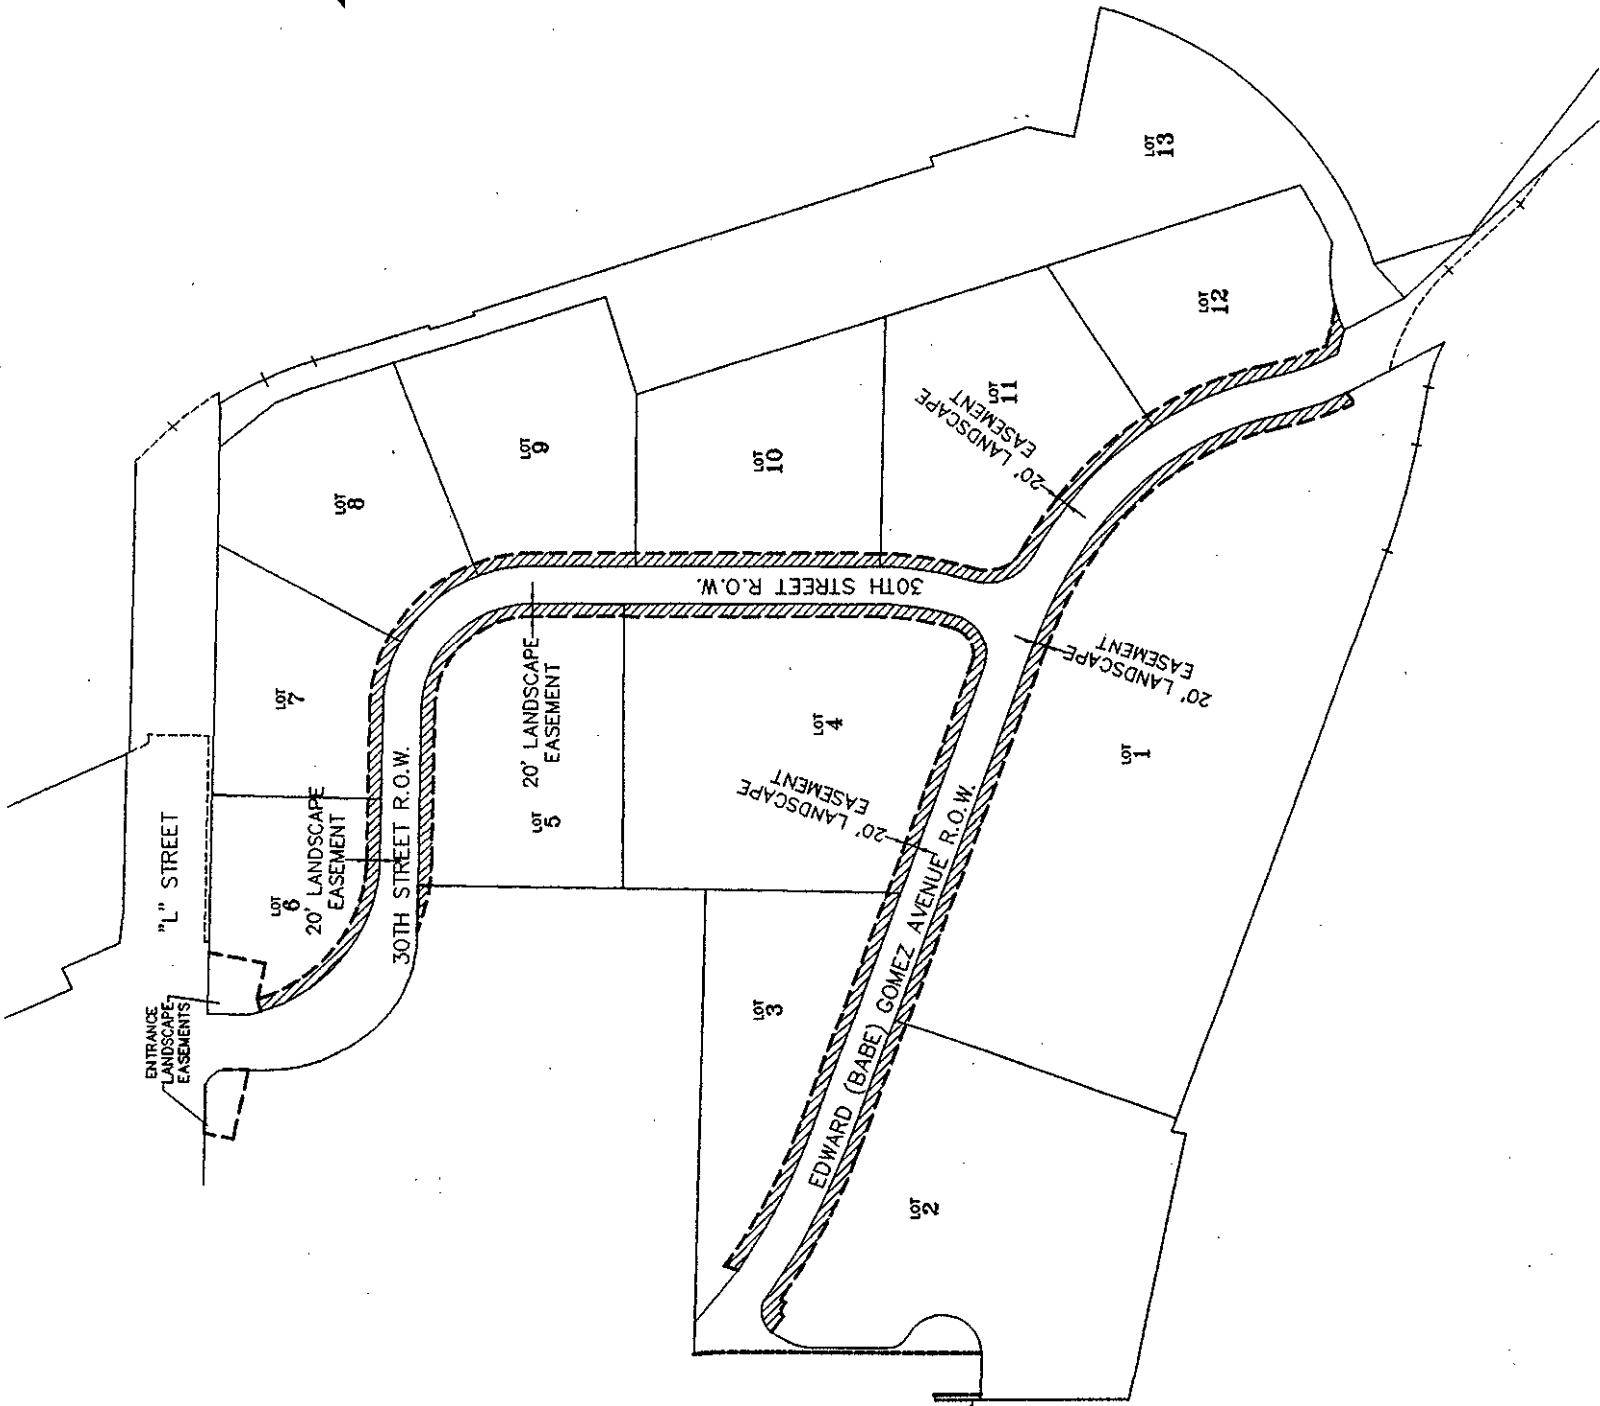 LOT
13
LOT
12
LOT
11
20' LANDSCAPE
EASEMENT
LOT
9
LOT
10
LOT
8
30TH STREET R.O.W.
20' LANDSCAPE
EASEMENT
LOT
7
20' LANDSCAPE
EASEMENT
LOT
4
LOT
1
20' LANDSCAPE
EASEMENT
LOT
5
"L" STREET
LOT
6
20' LANDSCAPE
EASEMENT
30TH STREET R.O.W.
ENTRANCE
LANDSCAPE
EASEMENTS
LOT
3
EDWARD (BABE) GOMEZ AVENUE R.O.W.
LOT
2